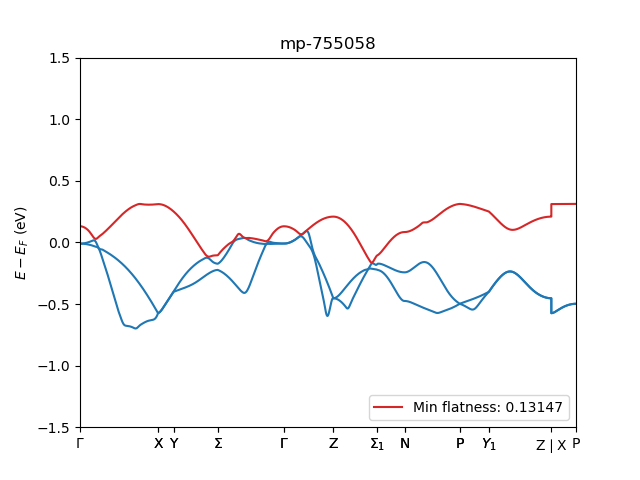 mp-755058
1.5
1.0
0.5
0.0
−0.5
−1.0
−1.5
E − E_F (eV)
Min flatness: 0.13147
Γ X Y Σ Γ Z Σ₁ N P Y₁ Z | X P